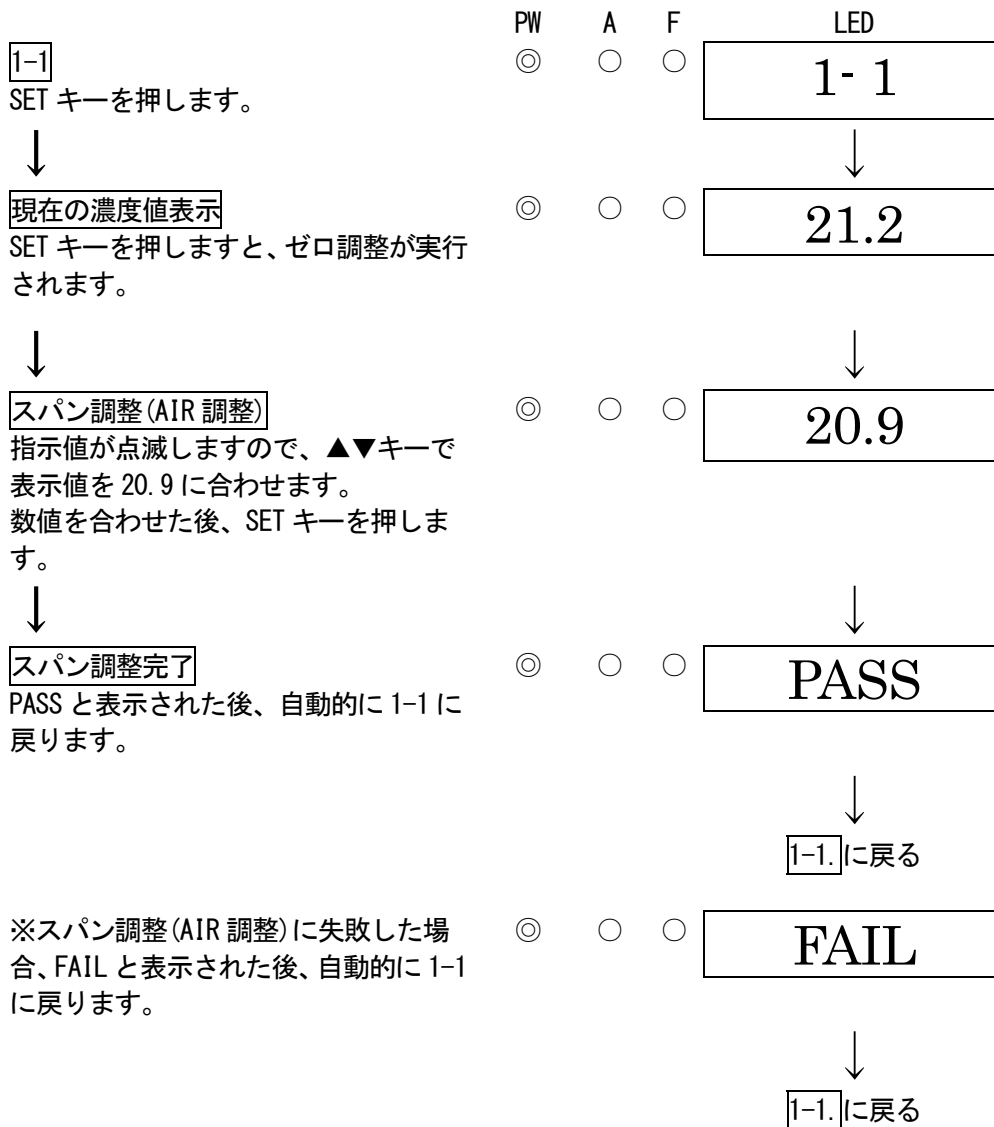 PW A F LED
1-1 ◎ ○ ○ 1- 1
SET キーを押します。
↓ ↓
現在の濃度値表示 ◎ ○ ○ 21.2
SET キーを押しますと、ゼロ調整が実行
されます。
↓ ↓
スパン調整(AIR 調整) ◎ ○ ○ 20.9
指示値が点滅しますので、▲▼キーで
表示値を 20.9 に合わせます。
数値を合わせた後、SET キーを押しま
す。
↓ ↓
スパン調整完了 ◎ ○ ○ PASS
PASS と表示された後、自動的に 1-1 に
戻ります。
↓
1-1.に戻る
※スパン調整(AIR 調整)に失敗した場 ◎ ○ ○ FAIL
合、FAIL と表示された後、自動的に 1-1
に戻ります。
↓
1-1.に戻る